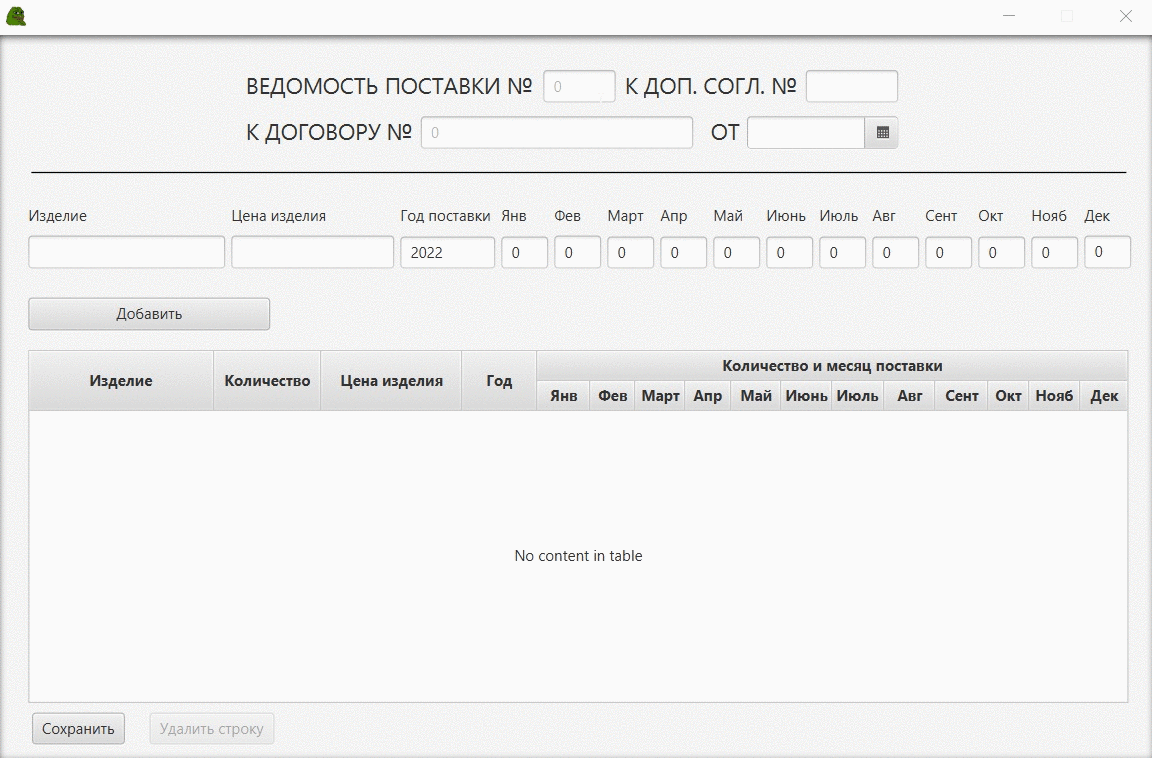 ВЕДОМОСТЬ ПОСТАВКИ № 0 К ДОП. СОГЛ. №
К ДОГОВОРУ № 0 ОТ
Изделие Цена изделия Год поставки Янв Фев Март Апр Май Июнь Июль Авг Сент Окт Нояб Дек
2022 0 0 0 0 0 0 0 0 0 0 0 0
Добавить
Изделие Количество Цена изделия Год Количество и месяц поставки
Янв Фев Март Апр Май Июнь Июль Авг Сент Окт Нояб Дек
No content in table
Сохранить Удалить строку